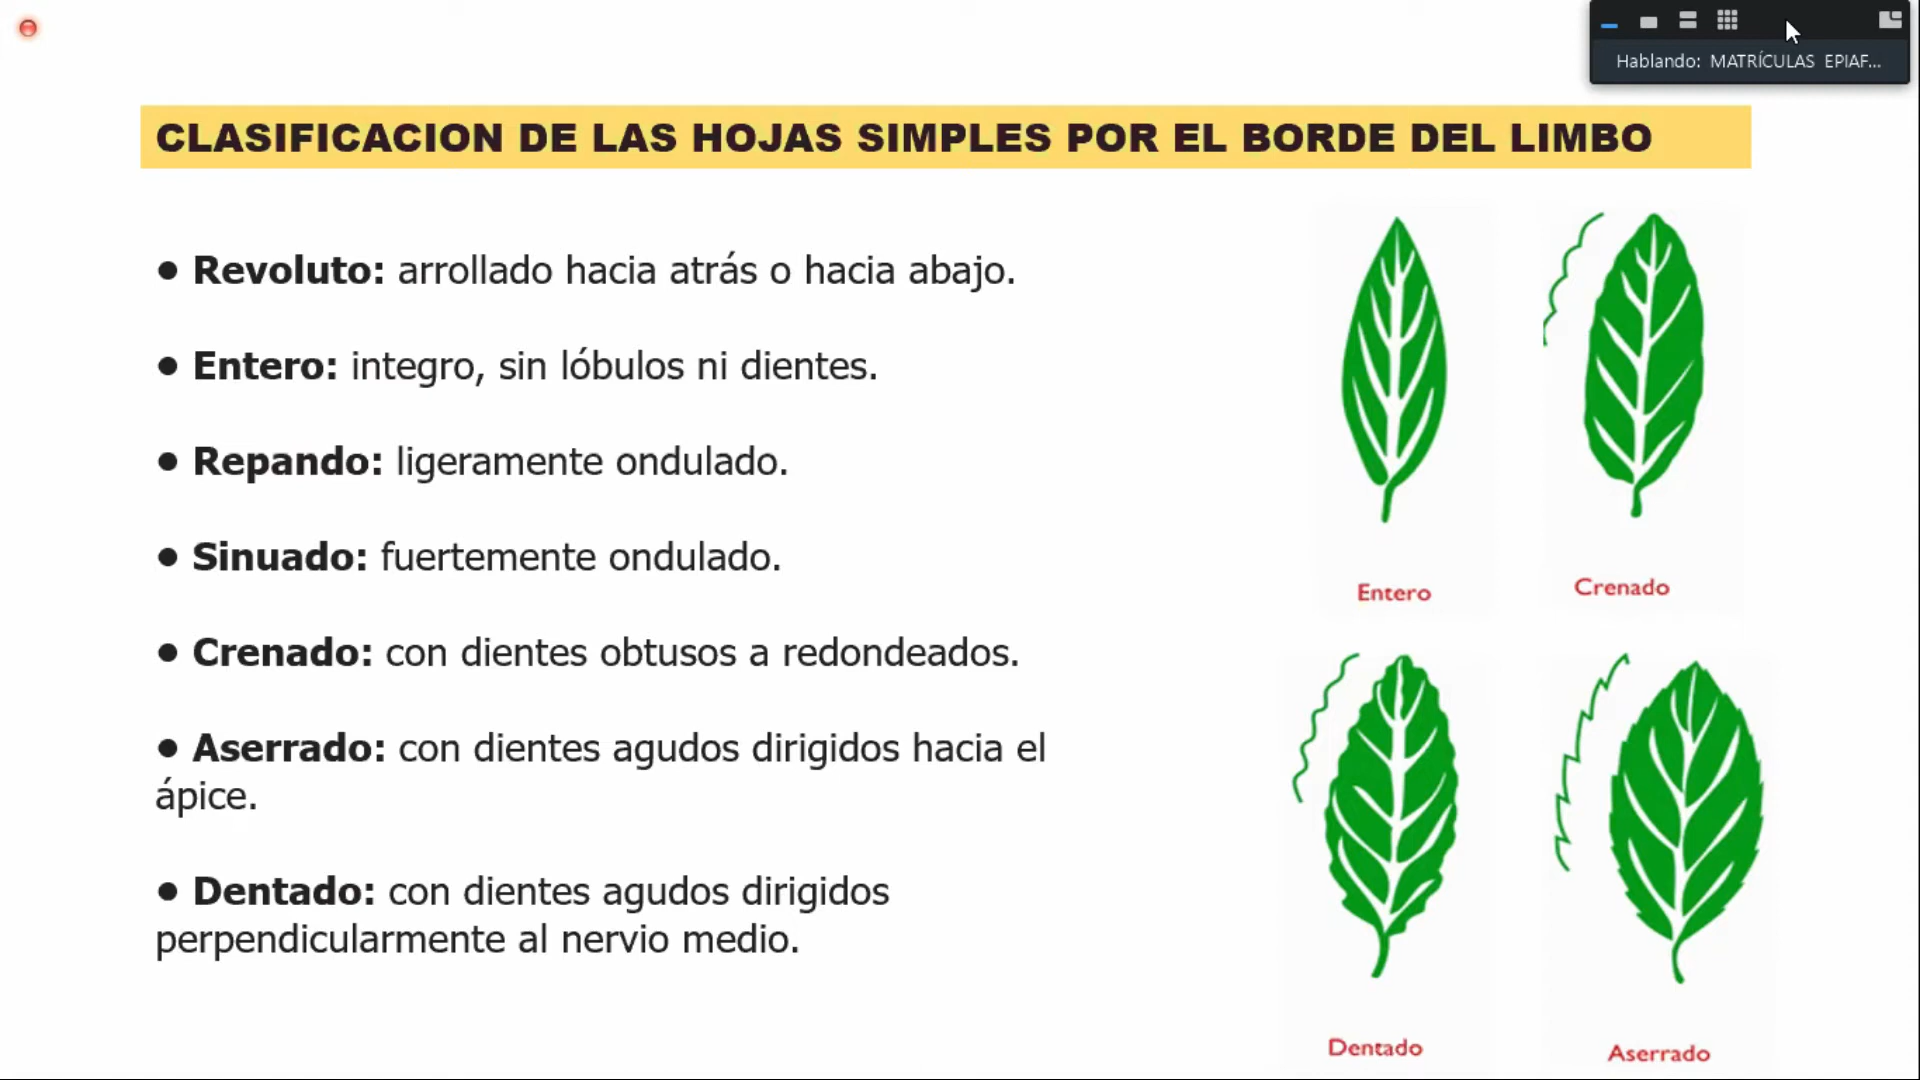 Hablando: MATRÍCULAS EPIAF...
CLASIFICACION DE LAS HOJAS SIMPLES POR EL BORDE DEL LIMBO
● Revoluto: arrollado hacia atrás o hacia abajo.
● Entero: integro, sin lóbulos ni dientes.
● Repando: ligeramente ondulado.
● Sinuado: fuertemente ondulado.
● Crenado: con dientes obtusos a redondeados.
● Aserrado: con dientes agudos dirigidos hacia el
ápice.
● Dentado: con dientes agudos dirigidos
perpendicularmente al nervio medio.
Entero
Crenado
Dentado
Aserrado